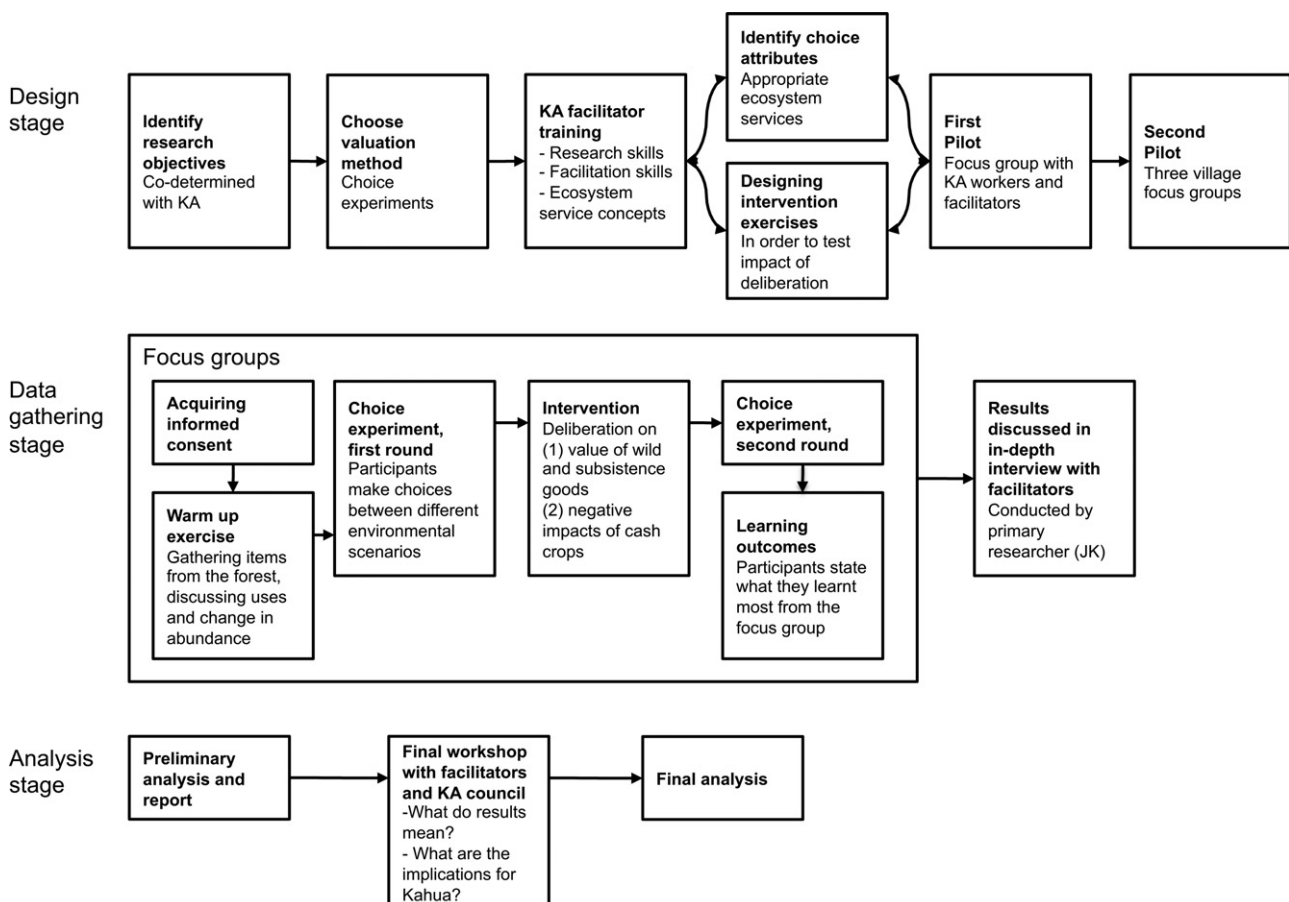 Design
stage
Identify
research
objectives
Co-determined
with KA
Choose
valuation
method
Choice
experiments
KA facilitator
training
- Research skills
- Facilitation skills
- Ecosystem
service concepts
Identify choice
attributes
Appropriate
ecosystem
services
Designing
intervention
exercises
In order to test
impact of
deliberation
First
Pilot
Focus group with
KA workers and
facilitators
Second
Pilot
Three village
focus groups
Data
gathering
stage
Focus groups
Acquiring
informed
consent
Warm up
exercise
Gathering items
from the forest,
discussing uses
and change in
abundance
Choice
experiment,
first round
Participants
make choices
between different
environmental
scenarios
Intervention
Deliberation on
(1) value of wild
and subsistence
goods
(2) negative
impacts of cash
crops
Choice
experiment,
second round
Learning
outcomes
Participants state
what they learnt
most from the
focus group
Results
discussed in
in-depth
interview with
facilitators
Conducted by
primary
researcher (JK)
Analysis
stage
Preliminary
analysis and
report
Final workshop
with facilitators
and KA council
-What do results
mean?
- What are the
implications for
Kahua?
Final analysis